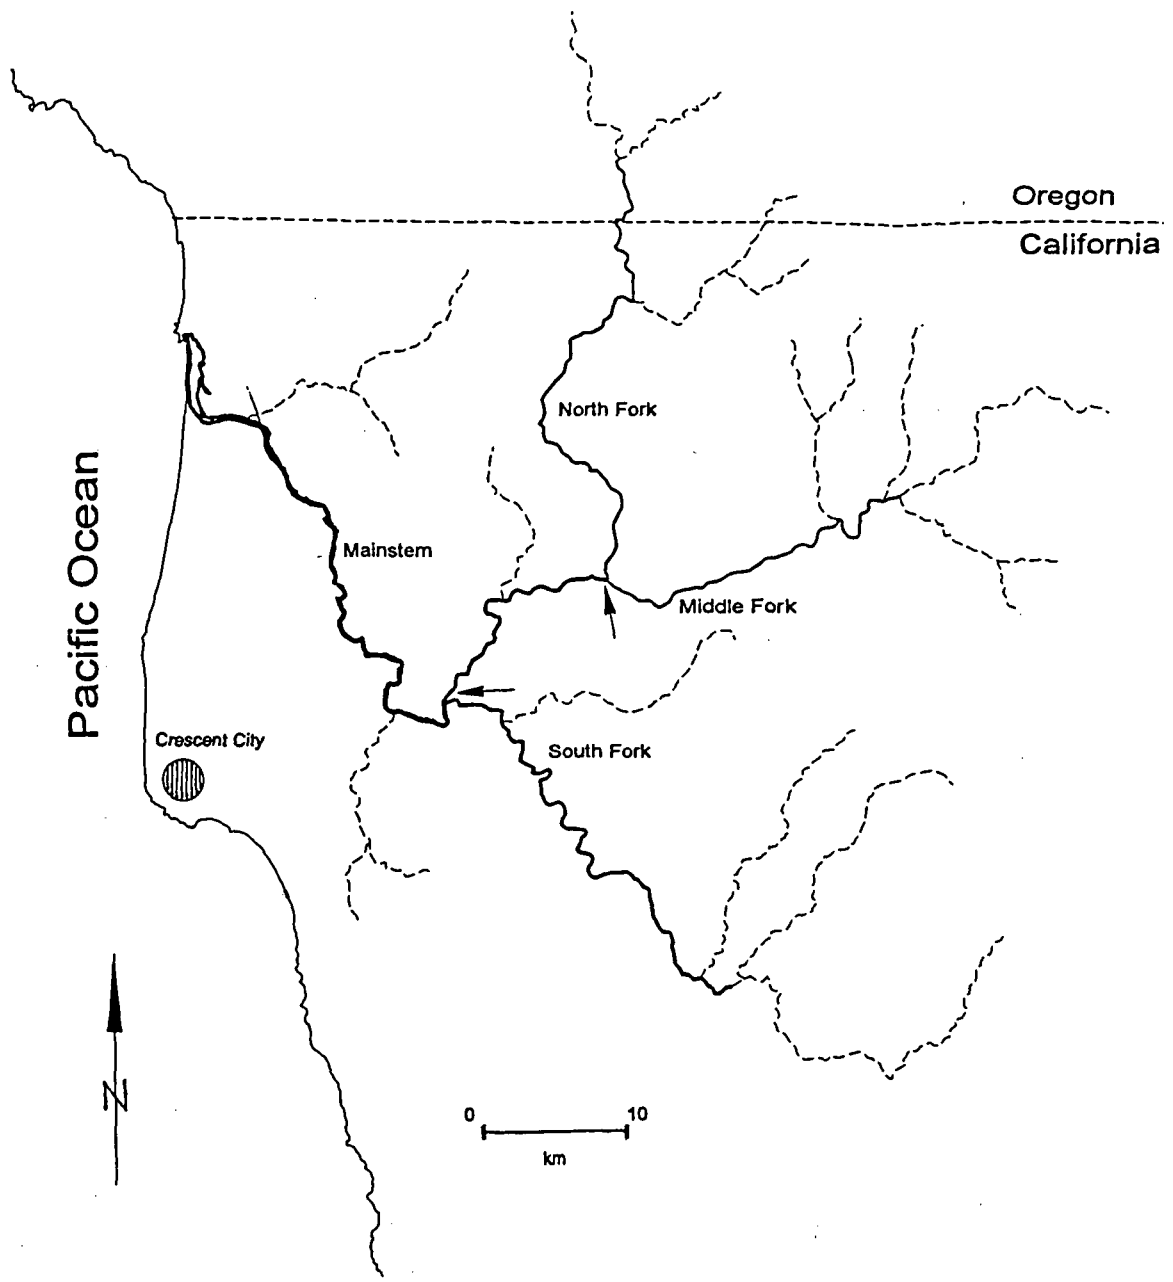 Oregon
California
North Fork
Pacific Ocean
Mainstem
Middle Fork
Crescent City
South Fork
N
0 10
km